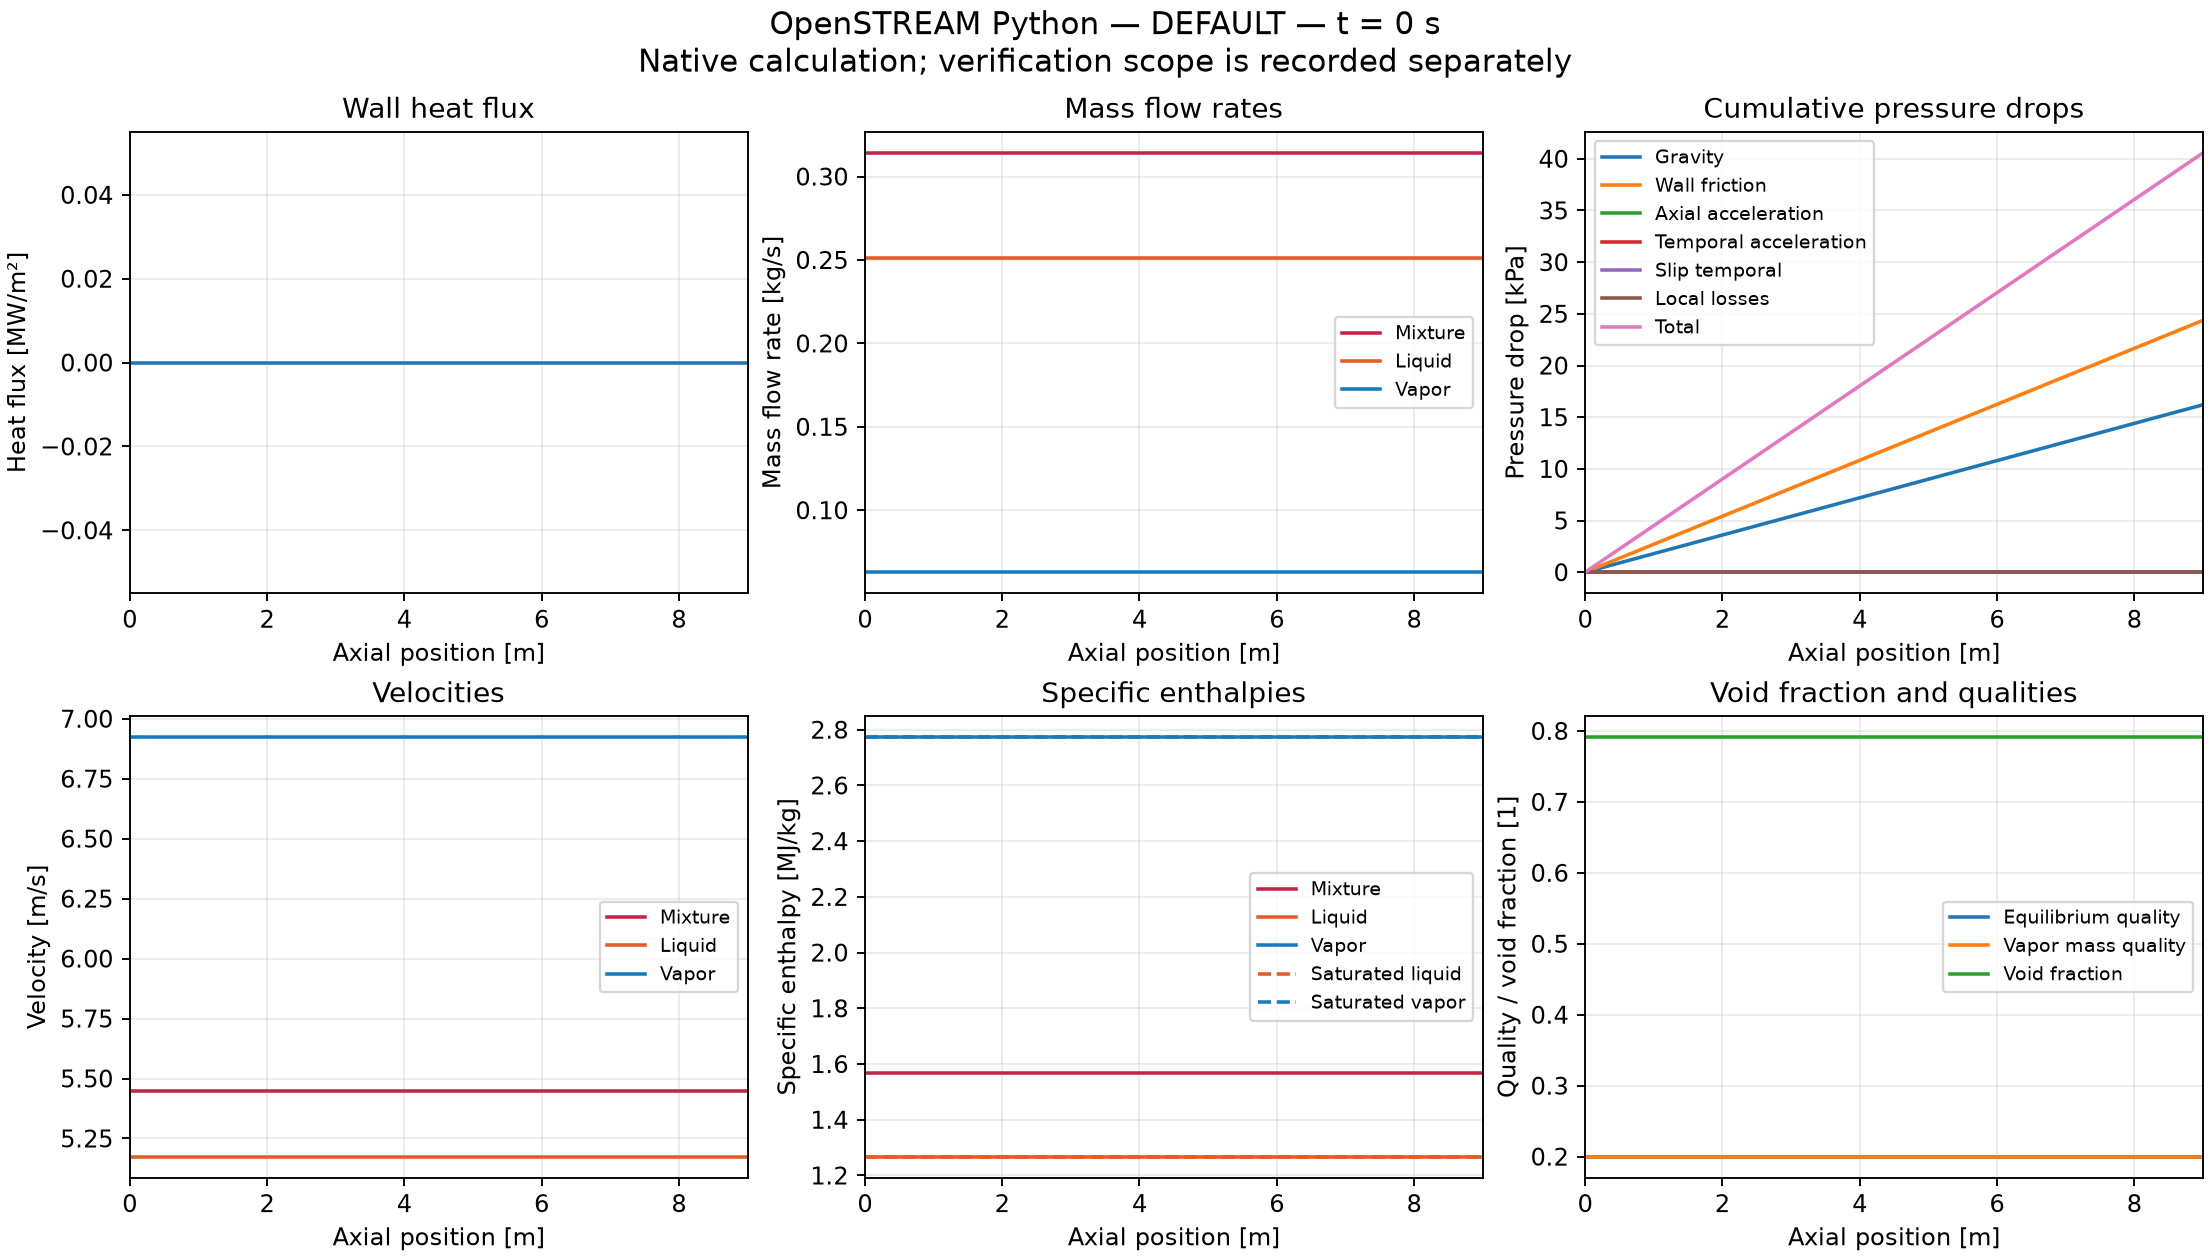 OpenSTREAM Python — DEFAULT — t = 0 s
Native calculation; verification scope is recorded separately
Wall heat flux
Heat flux [MW/m²]
0.04
0.02
0.00
−0.02
−0.04
0 2 4 6 8
Axial position [m]
Mass flow rates
Mass flow rate [kg/s]
0.30
0.25
0.20
0.15
0.10
Mixture
Liquid
Vapor
0 2 4 6 8
Axial position [m]
Cumulative pressure drops
Pressure drop [kPa]
40
35
30
25
20
15
10
5
0
Gravity
Wall friction
Axial acceleration
Temporal acceleration
Slip temporal
Local losses
Total
0 2 4 6 8
Axial position [m]
Velocities
Velocity [m/s]
7.00
6.75
6.50
6.25
6.00
5.75
5.50
5.25
Mixture
Liquid
Vapor
0 2 4 6 8
Axial position [m]
Specific enthalpies
Specific enthalpy [MJ/kg]
2.8
2.6
2.4
2.2
2.0
1.8
1.6
1.4
1.2
Mixture
Liquid
Vapor
Saturated liquid
Saturated vapor
0 2 4 6 8
Axial position [m]
Void fraction and qualities
Quality / void fraction [1]
0.8
0.7
0.6
0.5
0.4
0.3
0.2
Equilibrium quality
Vapor mass quality
Void fraction
0 2 4 6 8
Axial position [m]